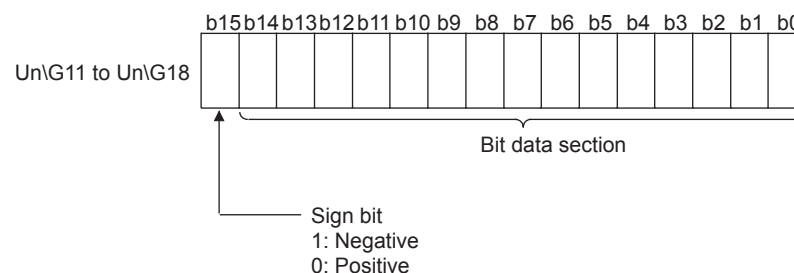 b15 b14 b13 b12 b11 b10 b9 b8 b7 b6 b5 b4 b3 b2 b1 b0
Un\G11 to Un\G18
Bit data section
Sign bit
1: Negative
0: Positive